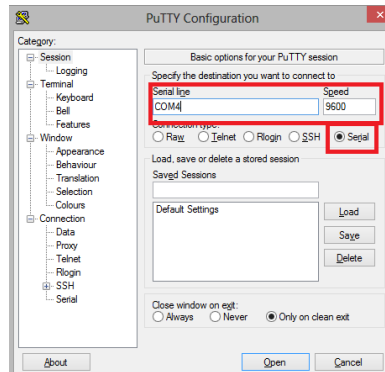 PuTTY Configuration
Category:
Session
Logging
Terminal
Keyboard
Bell
Features
Window
Appearance
Behaviour
Translation
Selection
Colours
Connection
Data
Proxy
Telnet
Rlogin
SSH
Serial
Basic options for your PuTTY session
Specify the destination you want to connect to
Serial line Speed
COM4 9600
Connection type:
Raw Telnet Rlogin SSH Serial
Load, save or delete a stored session
Saved Sessions
Default Settings
Load
Save
Delete
Close window on exit:
Always Never Only on clean exit
About Open Cancel